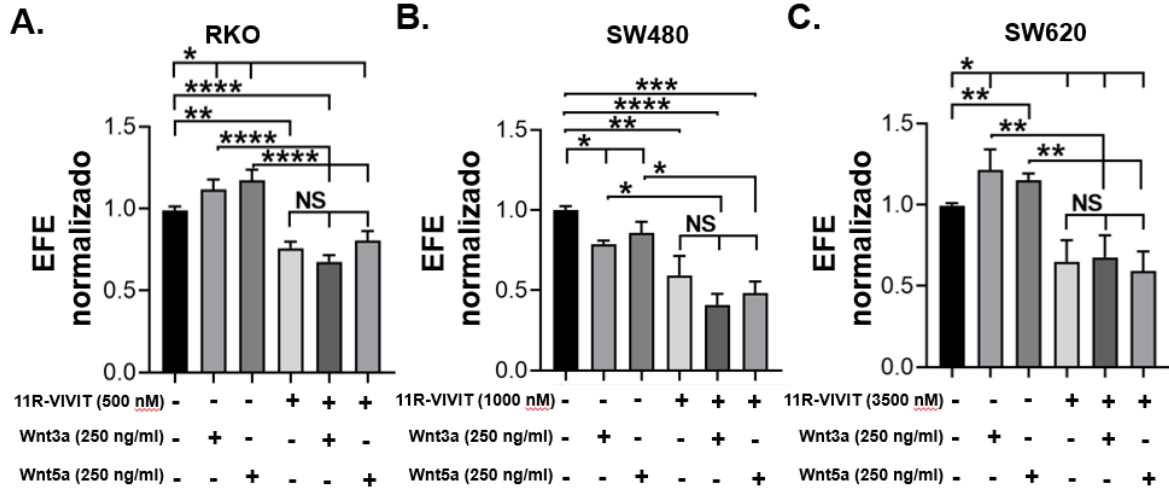 A.
RKO
*
****
**
****
****
NS
1.5
1.0
0.5
0.0
EFE
normalizado
11R-VIVIT (500 nM) - - - + + +
Wnt3a (250 ng/ml) - + - - + -
Wnt5a (250 ng/ml) - - + - - +
B.
SW480
***
****
**
*
*
*
NS
1.5
1.0
0.5
0.0
EFE
normalizado
11R-VIVIT (1000 nM) - - - + + +
Wnt3a (250 ng/ml) - + - - + -
Wnt5a (250 ng/ml) - - + - - +
C.
SW620
*
**
**
**
NS
1.5
1.0
0.5
0.0
EFE
normalizado
11R-VIVIT (3500 nM) - - - + + +
Wnt3a (250 ng/ml) - + - - + -
Wnt5a (250 ng/ml) - - + - - +